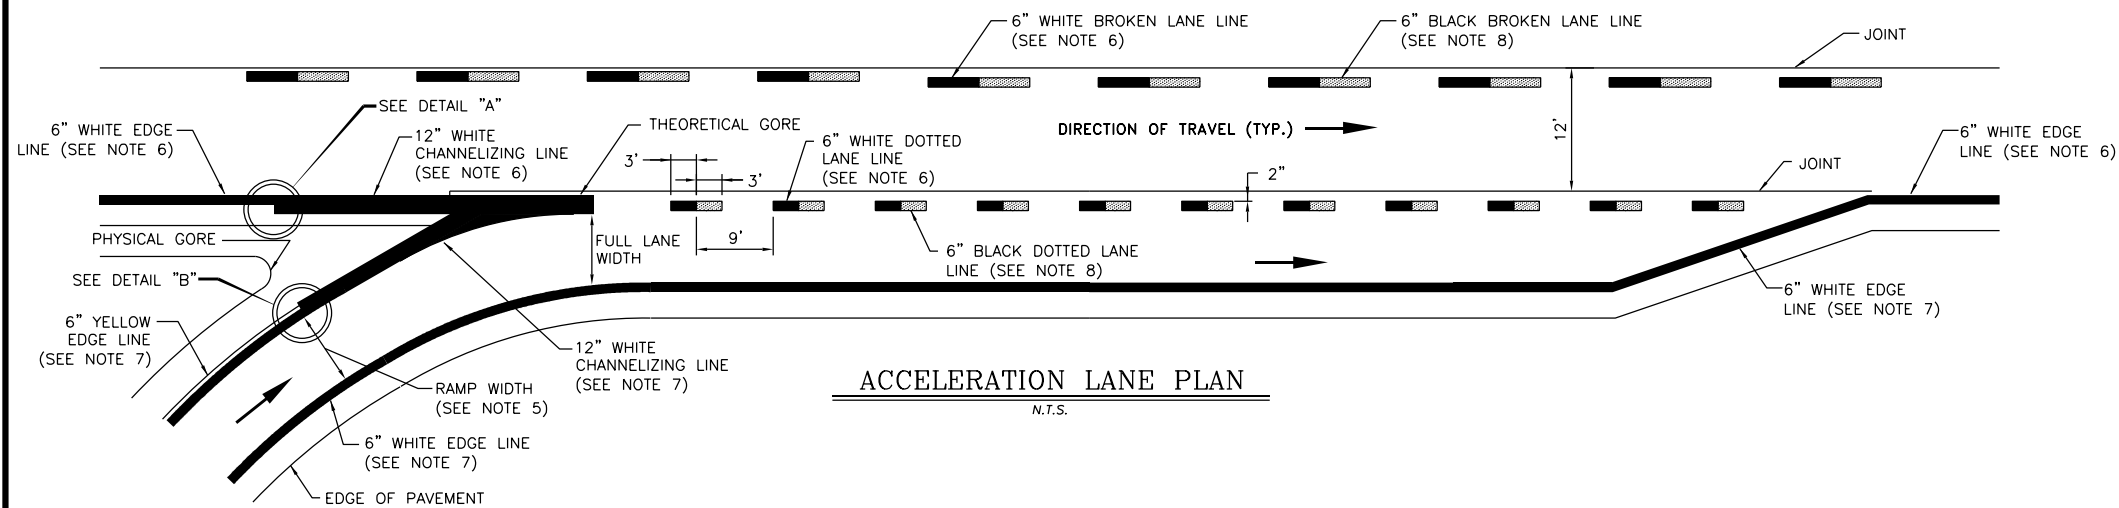 6” WHITE BROKEN LANE LINE
(SEE NOTE 6)
6” BLACK BROKEN LANE LINE
(SEE NOTE 8)
JOINT
SEE DETAIL "A"
6” WHITE EDGE
LINE (SEE NOTE 6)
12” WHITE
CHANNELIZING LINE
(SEE NOTE 6)
THEORETICAL GORE
3'
3'
6” WHITE DOTTED
LANE LINE
(SEE NOTE 6)
DIRECTION OF TRAVEL (TYP.)
12'
2”
JOINT
6” WHITE EDGE
LINE (SEE NOTE 6)
PHYSICAL GORE
FULL LANE
WIDTH
9'
6” BLACK DOTTED LANE
LINE (SEE NOTE 8)
SEE DETAIL "B"
6” WHITE EDGE
LINE (SEE NOTE 7)
6” YELLOW
EDGE LINE
(SEE NOTE 7)
12” WHITE
CHANNELIZING LINE
(SEE NOTE 7)
RAMP WIDTH
(SEE NOTE 5)
6” WHITE EDGE LINE
(SEE NOTE 7)
EDGE OF PAVEMENT
ACCELERATION LANE PLAN
N.T.S.